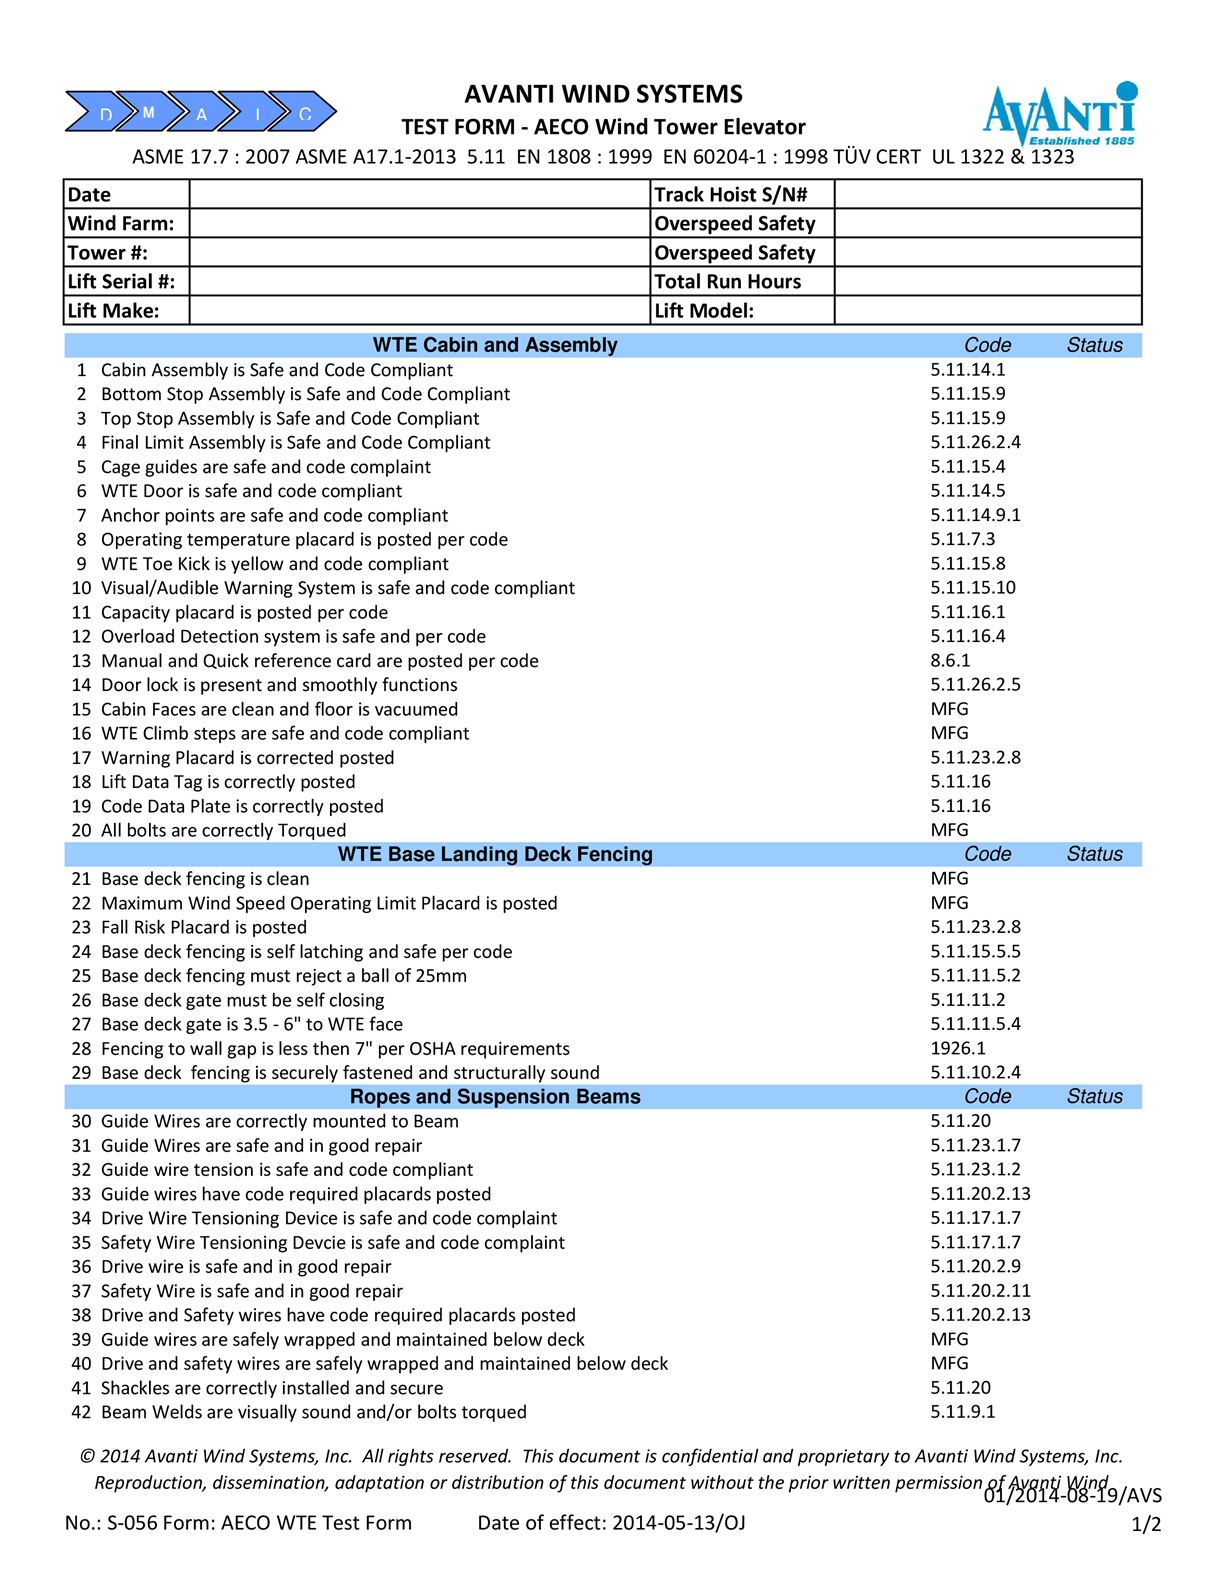 D M A I C
AVANTI WIND SYSTEMS
AVANTI
Established 1885
TEST FORM - AECO Wind Tower Elevator
ASME 17.7 : 2007 ASME A17.1-2013  5.11  EN 1808 : 1999  EN 60204-1 : 1998 TÜV CERT  UL 1322 & 1323
Date Track Hoist S/N#
Wind Farm: Overspeed Safety
Tower #: Overspeed Safety
Lift Serial #: Total Run Hours
Lift Make: Lift Model:
WTE Cabin and Assembly Code Status
1 Cabin Assembly is Safe and Code Compliant 5.11.14.1
2 Bottom Stop Assembly is Safe and Code Compliant 5.11.15.9
3 Top Stop Assembly is Safe and Code Compliant 5.11.15.9
4 Final Limit Assembly is Safe and Code Compliant 5.11.26.2.4
5 Cage guides are safe and code complaint 5.11.15.4
6 WTE Door is safe and code compliant 5.11.14.5
7 Anchor points are safe and code compliant 5.11.14.9.1
8 Operating temperature placard is posted per code 5.11.7.3
9 WTE Toe Kick is yellow and code compliant 5.11.15.8
10 Visual/Audible Warning System is safe and code compliant 5.11.15.10
11 Capacity placard is posted per code 5.11.16.1
12 Overload Detection system is safe and per code 5.11.16.4
13 Manual and Quick reference card are posted per code 8.6.1
14 Door lock is present and smoothly functions 5.11.26.2.5
15 Cabin Faces are clean and floor is vacuumed MFG
16 WTE Climb steps are safe and code compliant MFG
17 Warning Placard is corrected posted 5.11.23.2.8
18 Lift Data Tag is correctly posted 5.11.16
19 Code Data Plate is correctly posted 5.11.16
20 All bolts are correctly Torqued MFG
WTE Base Landing Deck Fencing Code Status
21 Base deck fencing is clean MFG
22 Maximum Wind Speed Operating Limit Placard is posted MFG
23 Fall Risk Placard is posted 5.11.23.2.8
24 Base deck fencing is self latching and safe per code 5.11.15.5.5
25 Base deck fencing must reject a ball of 25mm 5.11.11.5.2
26 Base deck gate must be self closing 5.11.11.2
27 Base deck gate is 3.5 - 6" to WTE face 5.11.11.5.4
28 Fencing to wall gap is less then 7" per OSHA requirements 1926.1
29 Base deck  fencing is securely fastened and structurally sound 5.11.10.2.4
Ropes and Suspension Beams Code Status
30 Guide Wires are correctly mounted to Beam 5.11.20
31 Guide Wires are safe and in good repair 5.11.23.1.7
32 Guide wire tension is safe and code compliant 5.11.23.1.2
33 Guide wires have code required placards posted 5.11.20.2.13
34 Drive Wire Tensioning Device is safe and code complaint 5.11.17.1.7
35 Safety Wire Tensioning Devcie is safe and code complaint 5.11.17.1.7
36 Drive wire is safe and in good repair 5.11.20.2.9
37 Safety Wire is safe and in good repair 5.11.20.2.11
38 Drive and Safety wires have code required placards posted 5.11.20.2.13
39 Guide wires are safely wrapped and maintained below deck MFG
40 Drive and safety wires are safely wrapped and maintained below deck MFG
41 Shackles are correctly installed and secure 5.11.20
42 Beam Welds are visually sound and/or bolts torqued 5.11.9.1
© 2014 Avanti Wind Systems, Inc.  All rights reserved.  This document is confidential and proprietary to Avanti Wind Systems, Inc.
Reproduction, dissemination, adaptation or distribution of this document without the prior written permission of Avanti Wind
01/2014-08-19/AVS
No.: S-056 Form: AECO WTE Test Form Date of effect: 2014-05-13/OJ 1/2